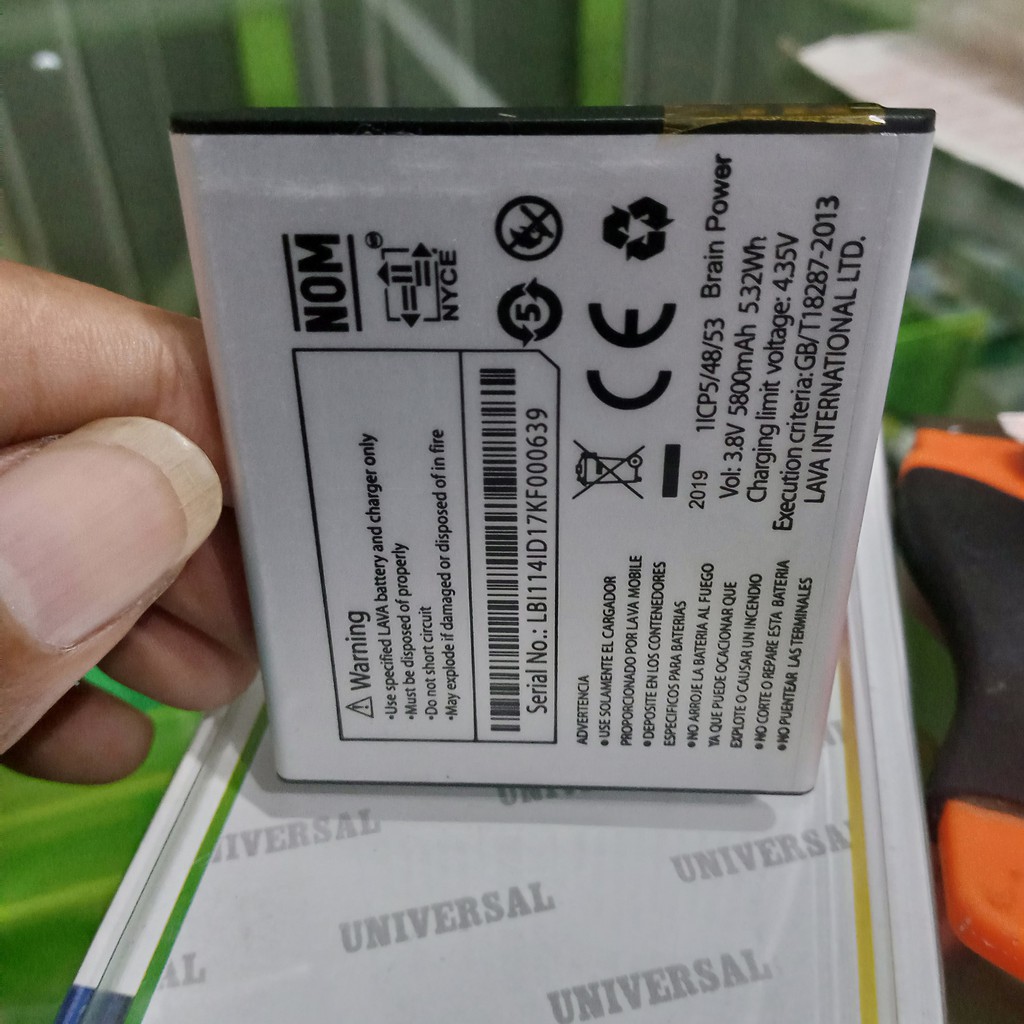 NOM
NYCE
5
Warning
•Use specified LAVA battery and charger only
•Must be disposed of properly
•Do not short circuit
•May explode if damaged or disposed of in fire
Serial No.: LBI114ID17KF000639
CE
ADVERTENCIA
•USE SOLAMENTE EL CARGADOR
PROPORCIONADO POR LAVA MOBILE
•DEPOSITE EN LOS CONTENEDORES
ESPECIFICOS PARA BATERIAS
•NO ARROJE LA BATERIA AL FUEGO
YA QUE PUEDE OCACIONAR QUE
EXPLOTE O CAUSAR UN INCENDIO
•NO CORTE O REPARE ESTA BATERIA
•NO PUENTEAR LAS TERMINALES
2019 1ICP5/48/53 Brain Power
Vol: 3.8V 5800mAh 5.32Wh
Charging limit voltage: 4.35V
Execution criteria:GB/T18287-2013
LAVA INTERNATIONAL LTD.
UNIVERSAL
UNIVERSAL
UNIVERSAL
UNIVERSAL